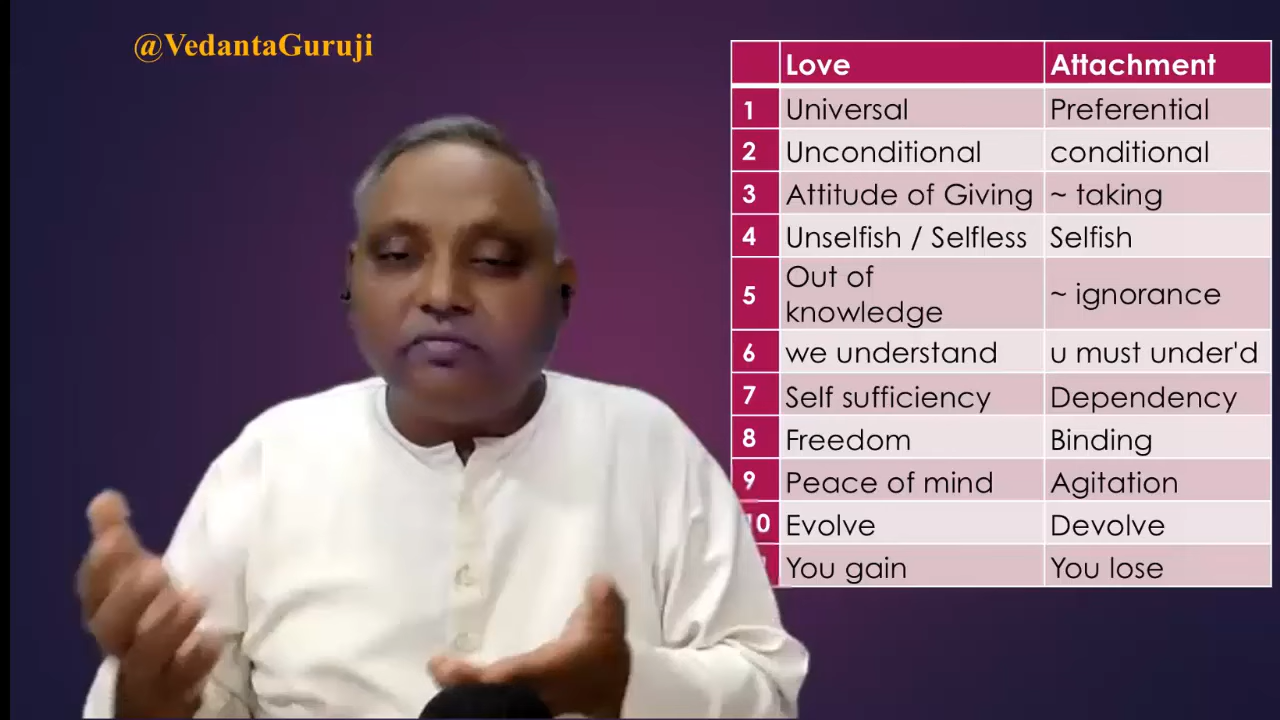 @VedantaGuruji
Love Attachment
1 Universal Preferential
2 Unconditional conditional
3 Attitude of Giving ~ taking
4 Unselfish / Selfless Selfish
5 Out of knowledge ~ ignorance
6 we understand u must under'd
7 Self sufficiency Dependency
8 Freedom Binding
9 Peace of mind Agitation
10 Evolve Devolve
You gain You lose